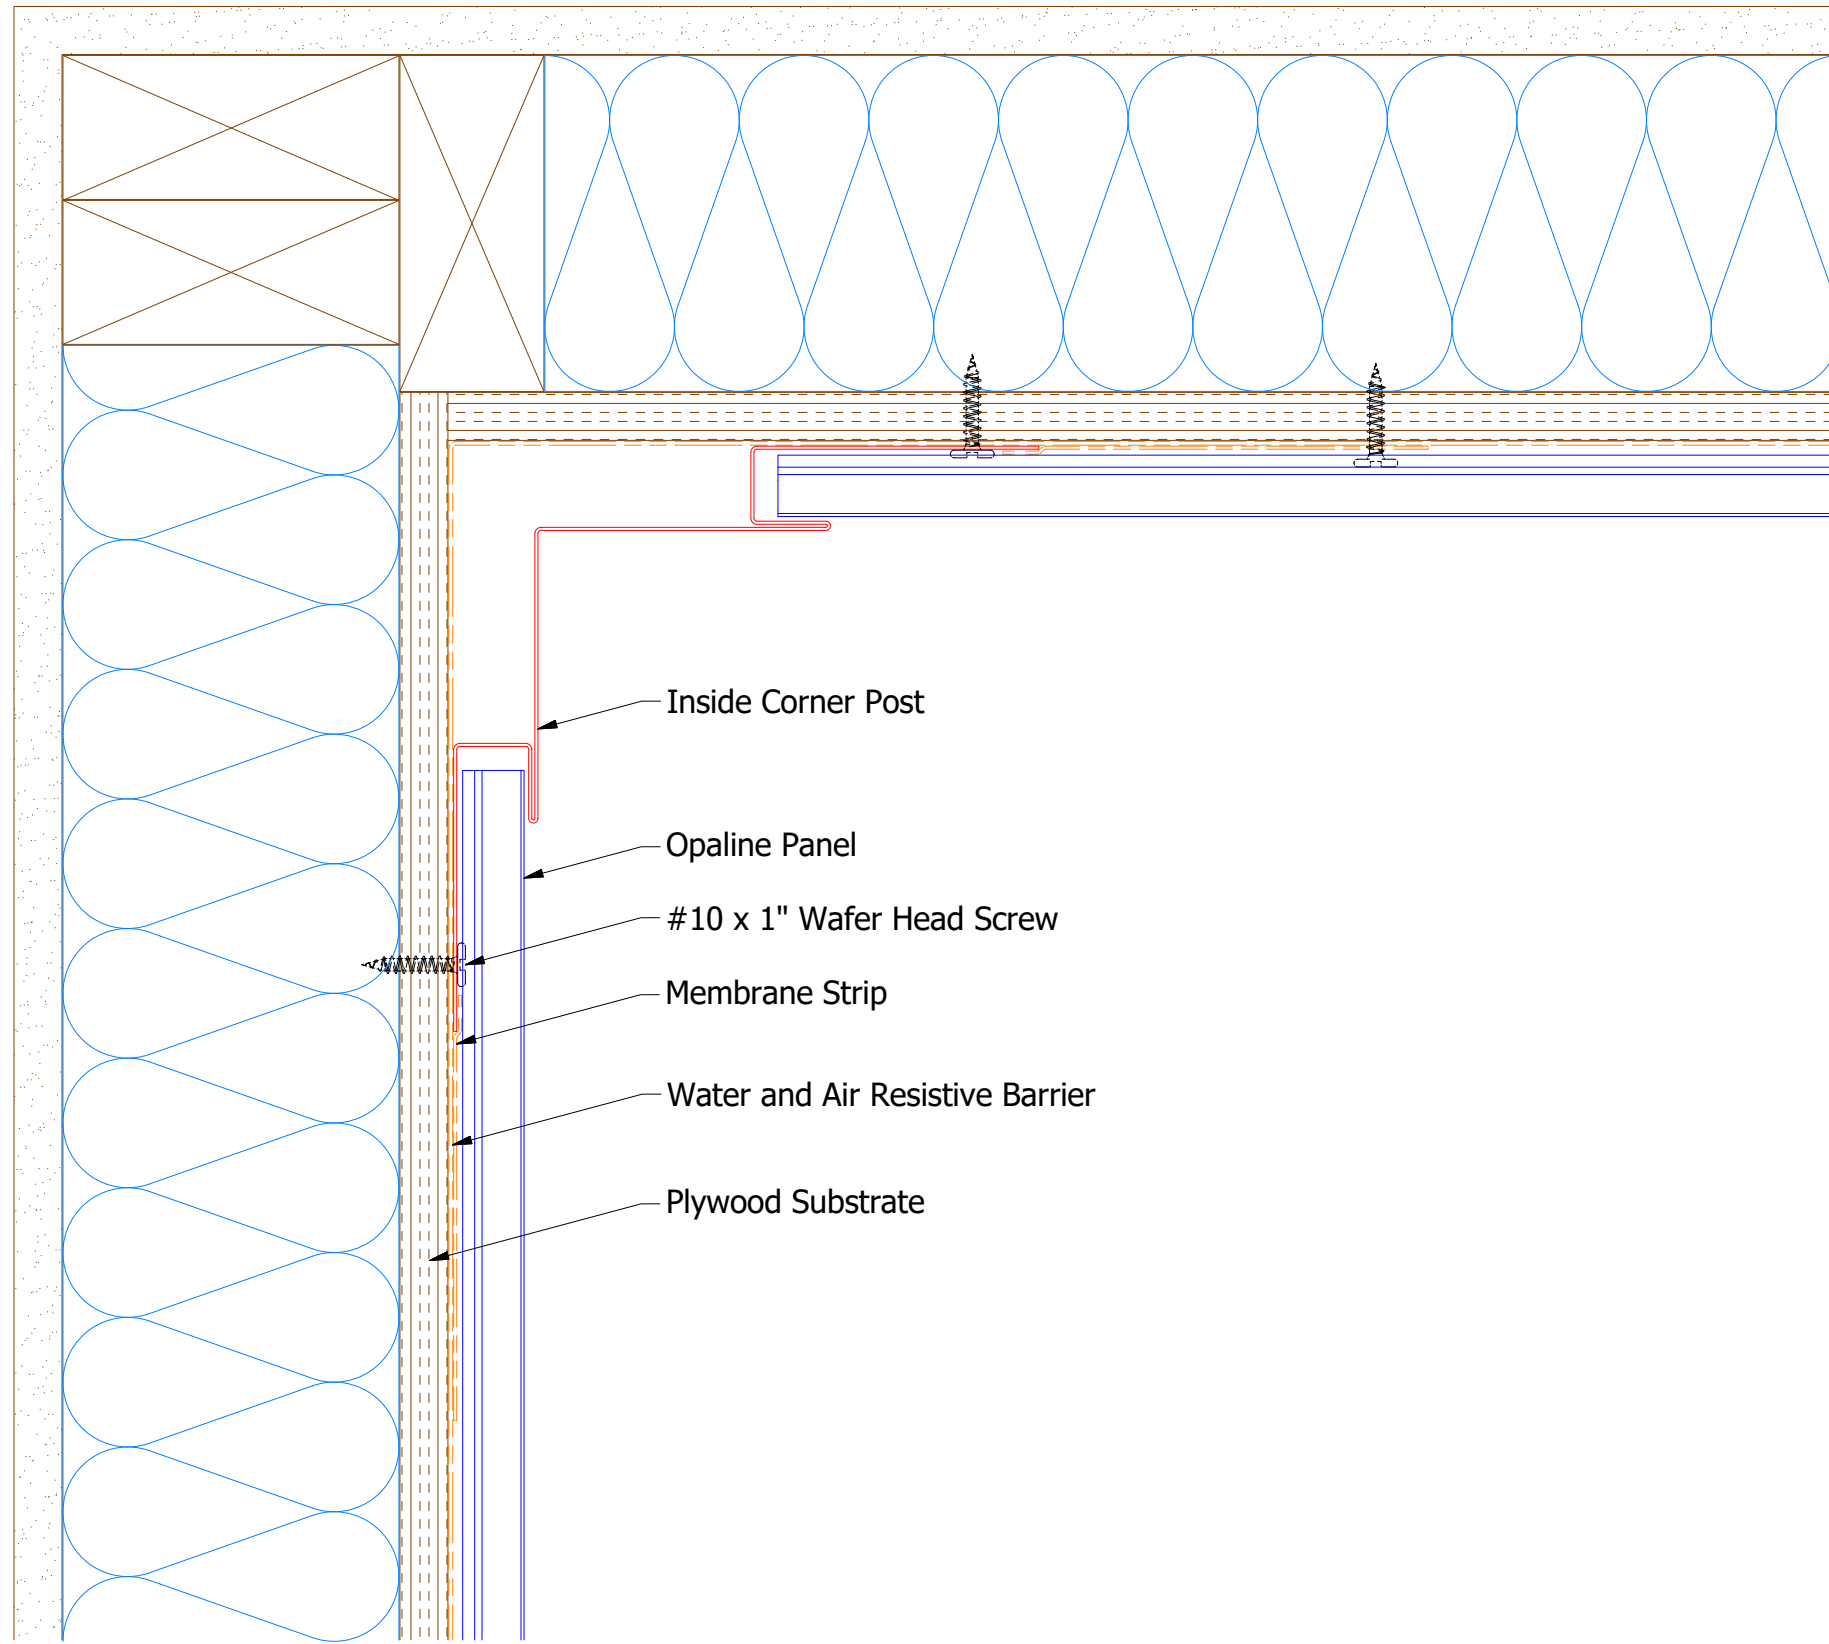 Inside Corner Post
Opaline Panel
#10 x 1" Wafer Head Screw
Membrane Strip
Water and Air Resistive Barrier
Plywood Substrate